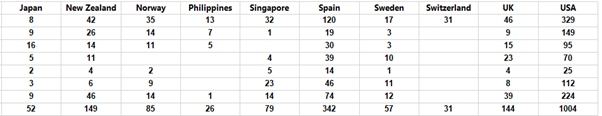 Japan New Zealand Norway Philippines Singapore Spain Sweden Switzerland UK USA
8 42 35 13 32 120 17 31 46 329
9 26 14 7 1 19 3 9 149
16 14 11 5 30 3 15 95
5 11 4 39 10 23 70
2 4 2 5 14 1 4 25
3 6 9 23 46 11 8 112
9 46 14 1 14 74 12 39 224
52 149 85 26 79 342 57 31 144 1004